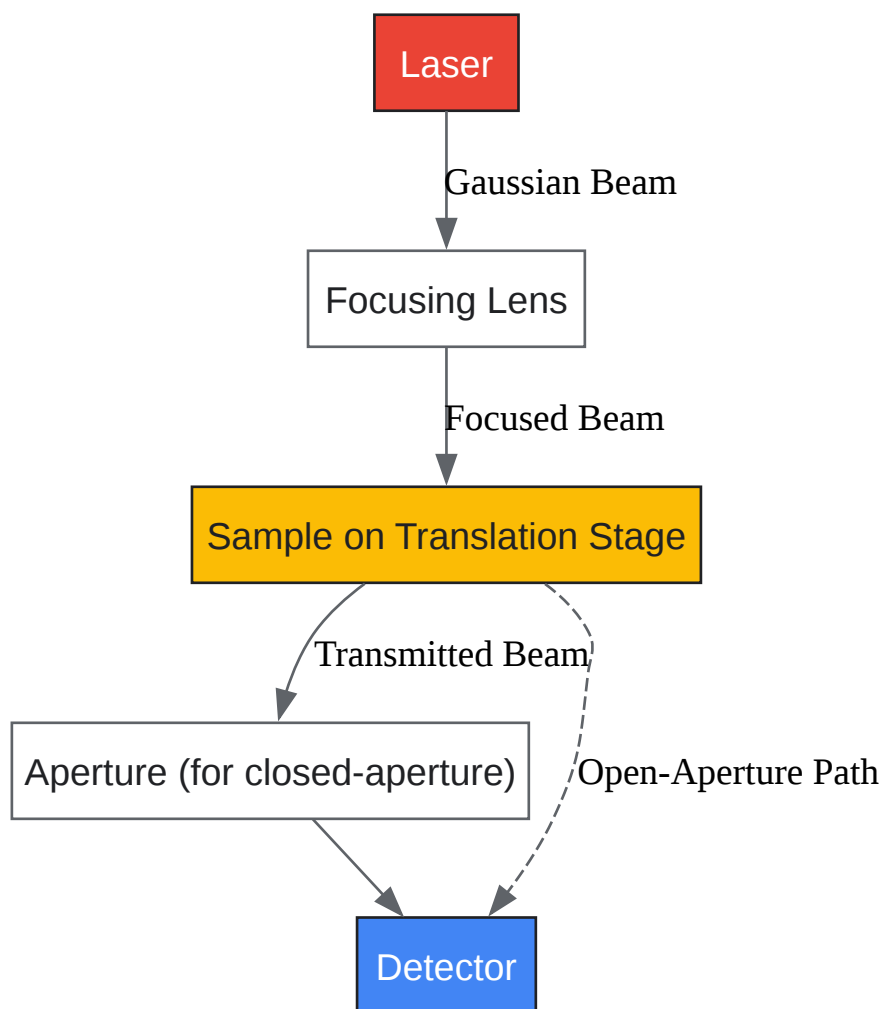 Laser
Gaussian Beam
Focusing Lens
Focused Beam
Sample on Translation Stage
Transmitted Beam
Aperture (for closed-aperture)
Open-Aperture Path
Detector